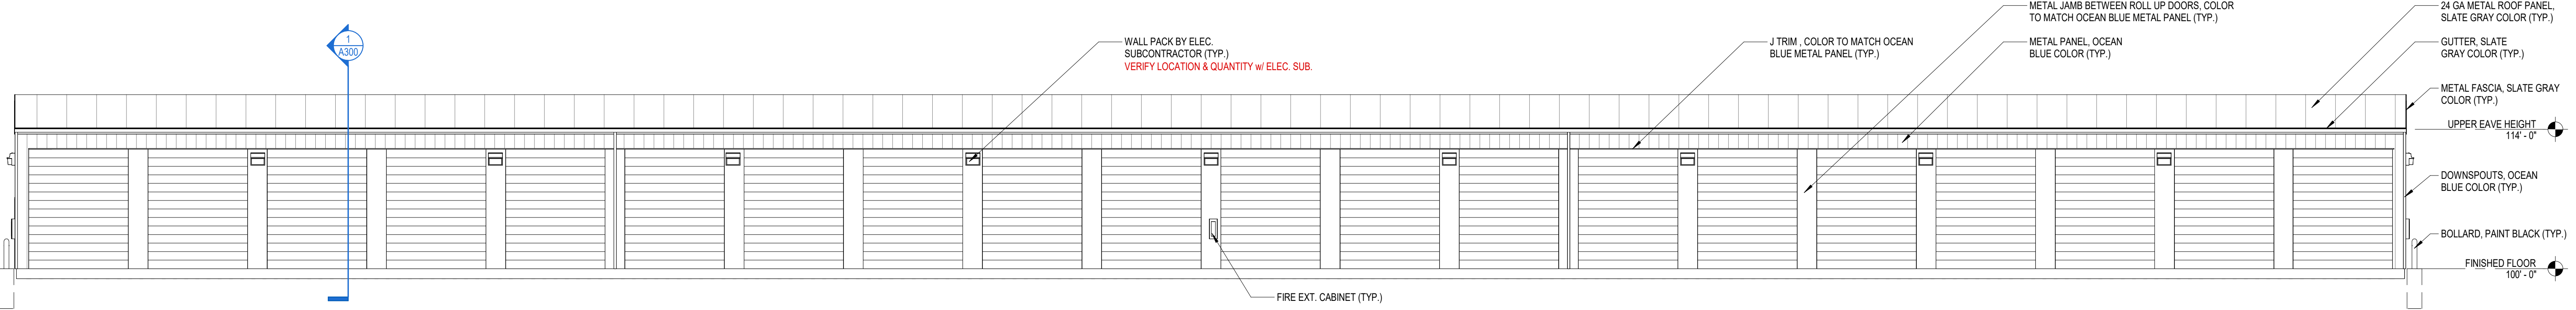 1
A300
WALL PACK BY ELEC.
SUBCONTRACTOR (TYP.)
VERIFY LOCATION & QUANTITY w/ ELEC. SUB.
J TRIM , COLOR TO MATCH OCEAN
BLUE METAL PANEL (TYP.)
METAL JAMB BETWEEN ROLL UP DOORS, COLOR
TO MATCH OCEAN BLUE METAL PANEL (TYP.)
METAL PANEL, OCEAN
BLUE COLOR (TYP.)
24 GA METAL ROOF PANEL,
SLATE GRAY COLOR (TYP.)
GUTTER, SLATE
GRAY COLOR (TYP.)
METAL FASCIA, SLATE GRAY
COLOR (TYP.)
UPPER EAVE HEIGHT
114' - 0"
DOWNSPOUTS, OCEAN
BLUE COLOR (TYP.)
BOLLARD, PAINT BLACK (TYP.)
FINISHED FLOOR
100' - 0"
FIRE EXT. CABINET (TYP.)